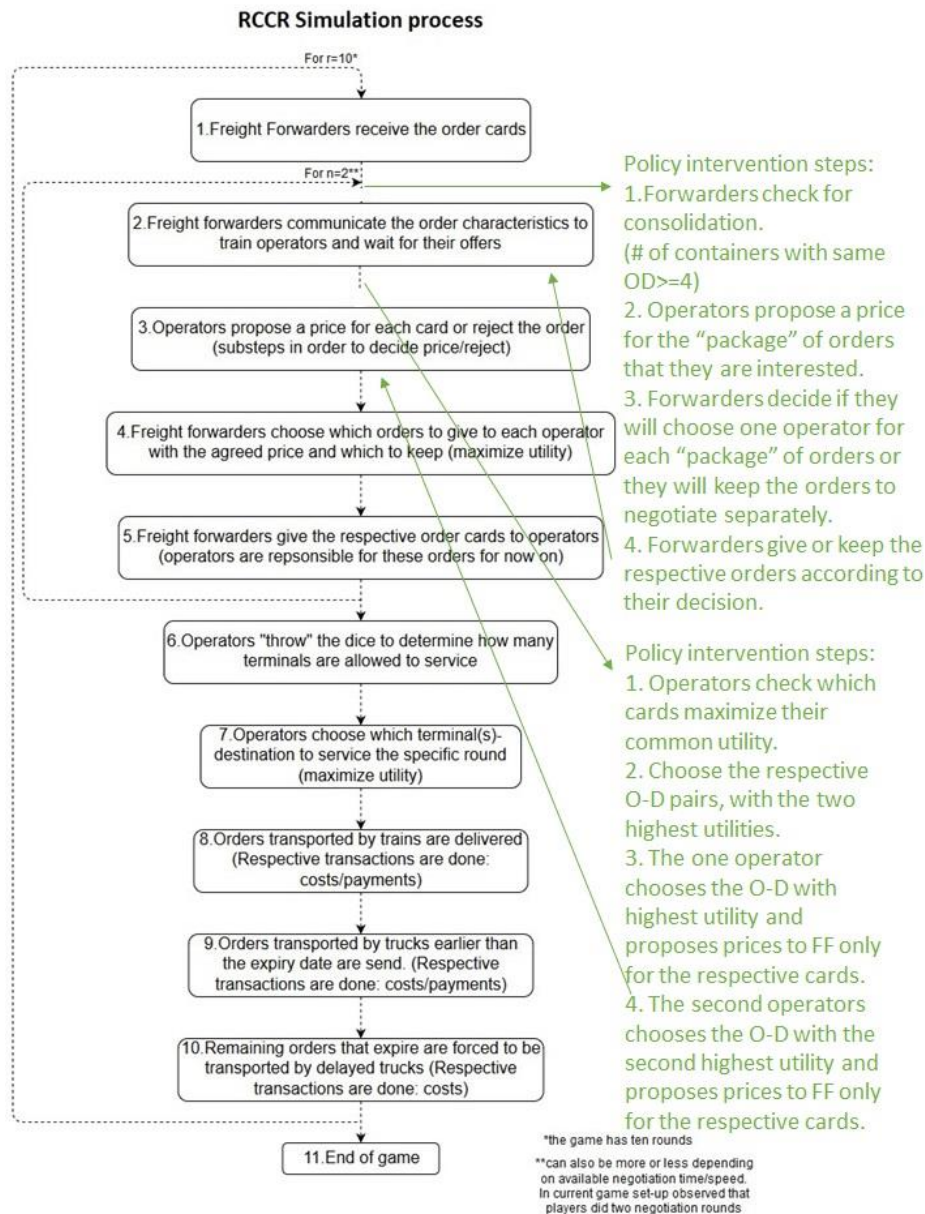 RCCR Simulation process
For r=10*
1.Freight Forwarders receive the order cards
For n=2**
2.Freight forwarders communicate the order characteristics to
train operators and wait for their offers
3.Operators propose a price for each card or reject the order
(substeps in order to decide price/reject)
4.Freight forwarders choose which orders to give to each operator
with the agreed price and which to keep (maximize utility)
5.Freight forwarders give the respective order cards to operators
(operators are repsonsible for these orders for now on)
6.Operators "throw" the dice to determine how many
terminals are allowed to service
7.Operators choose which terminal(s)-
destination to service the specific round
(maximize utility)
8.Orders transported by trains are delivered
(Respective transactions are done:
costs/payments)
9.Orders transported by trucks earlier than
the expiry date are send. (Respective
transactions are done: costs/payments)
10.Remaining orders that expire are forced to be
transported by delayed trucks (Respective
transactions are done: costs)
11.End of game
Policy intervention steps:
1.Forwarders check for
consolidation.
(# of containers with same
OD>=4)
2. Operators propose a price
for the “package” of orders
that they are interested.
3. Forwarders decide if they
will choose one operator for
each “package” of orders or
they will keep the orders to
negotiate separately.
4. Forwarders give or keep the
respective orders according to
their decision.
Policy intervention steps:
1. Operators check which
cards maximize their
common utility.
2. Choose the respective
O-D pairs, with the two
highest utilities.
3. The one operator
chooses the O-D with
highest utility and
proposes prices to FF only
for the respective cards.
4. The second operators
chooses the O-D with the
second highest utility and
proposes prices to FF only
for the respective cards.
*the game has ten rounds
**can also be more or less depending
on available negotiation time/speed.
In current game set-up observed that
players did two negotiation rounds